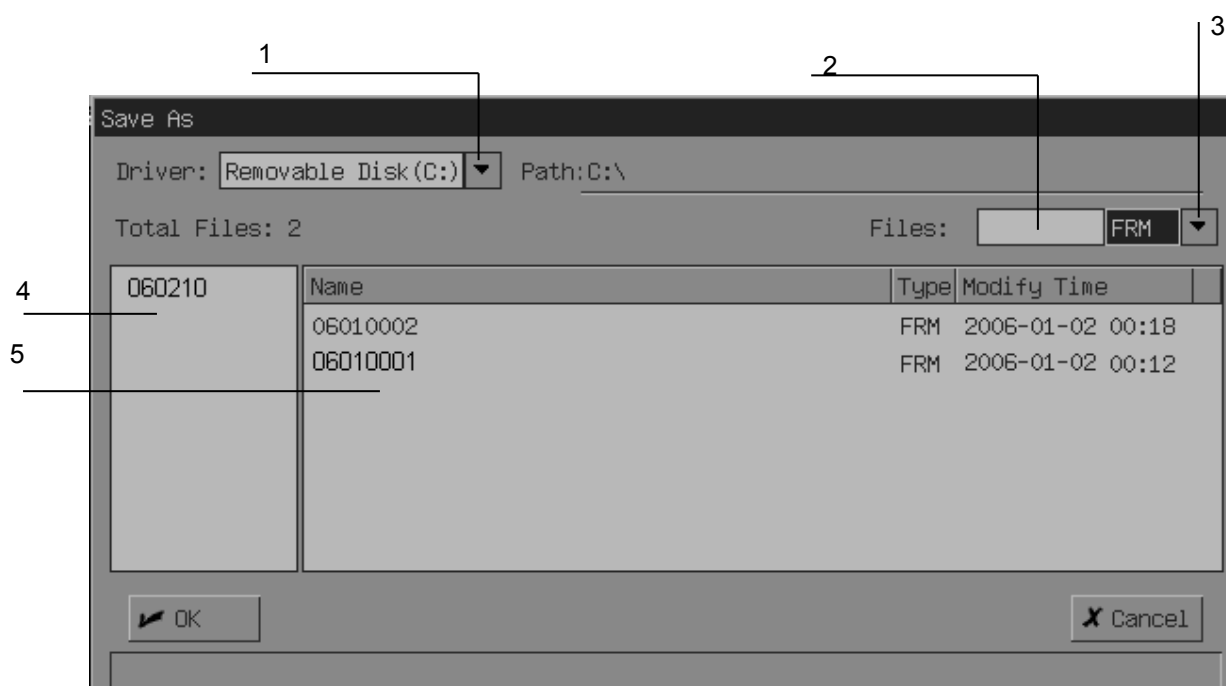 3
1
2
Save As
Driver: Removable Disk(C:) Path:C:\
Total Files: 2 Files: FRM
4
060210 Name Type Modify Time
06010002 FRM 2006-01-02 00:18
5
06010001 FRM 2006-01-02 00:12
OK Cancel